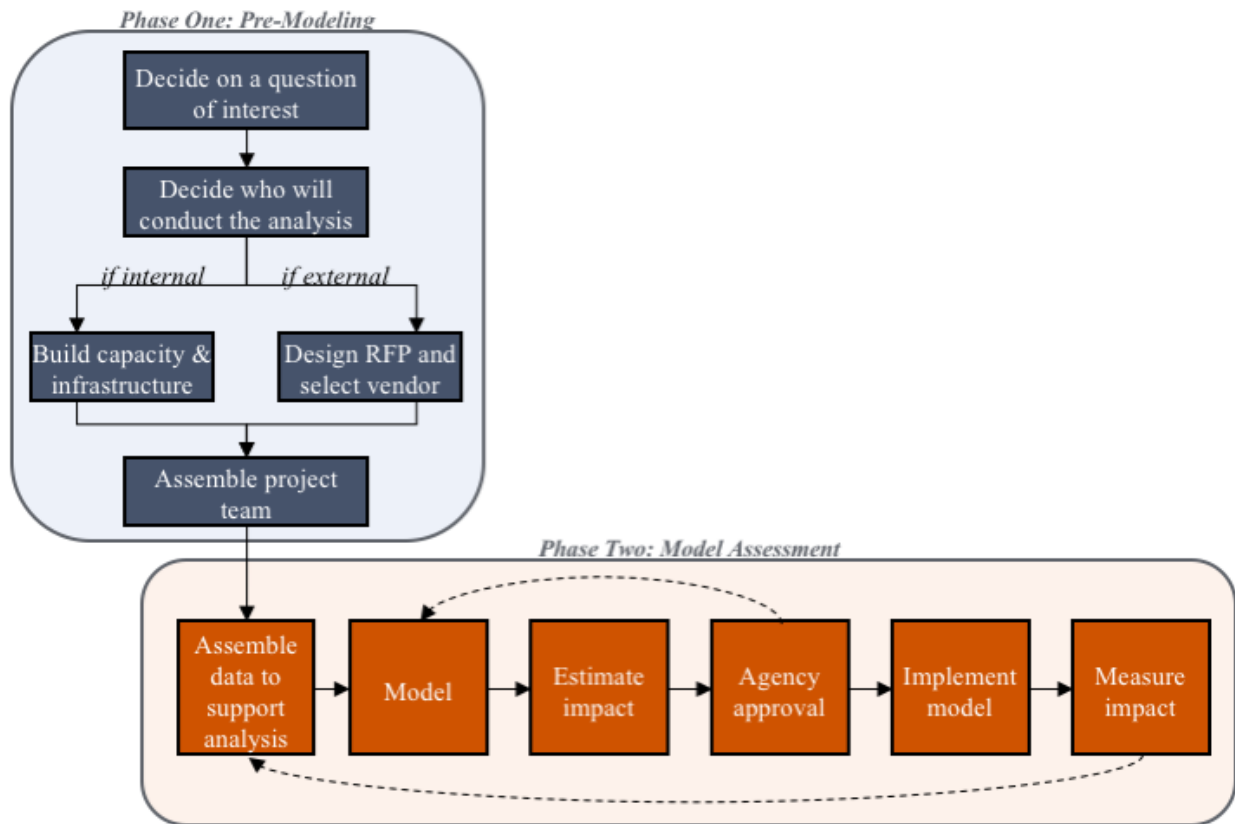 Phase One: Pre-Modeling
Decide on a question
of interest
Decide who will
conduct the analysis
if internal
if external
Build capacity &
infrastructure
Design RFP and
select vendor
Assemble project
team
Phase Two: Model Assessment
Assemble
data to
support
analysis
Model
Estimate
impact
Agency
approval
Implement
model
Measure
impact